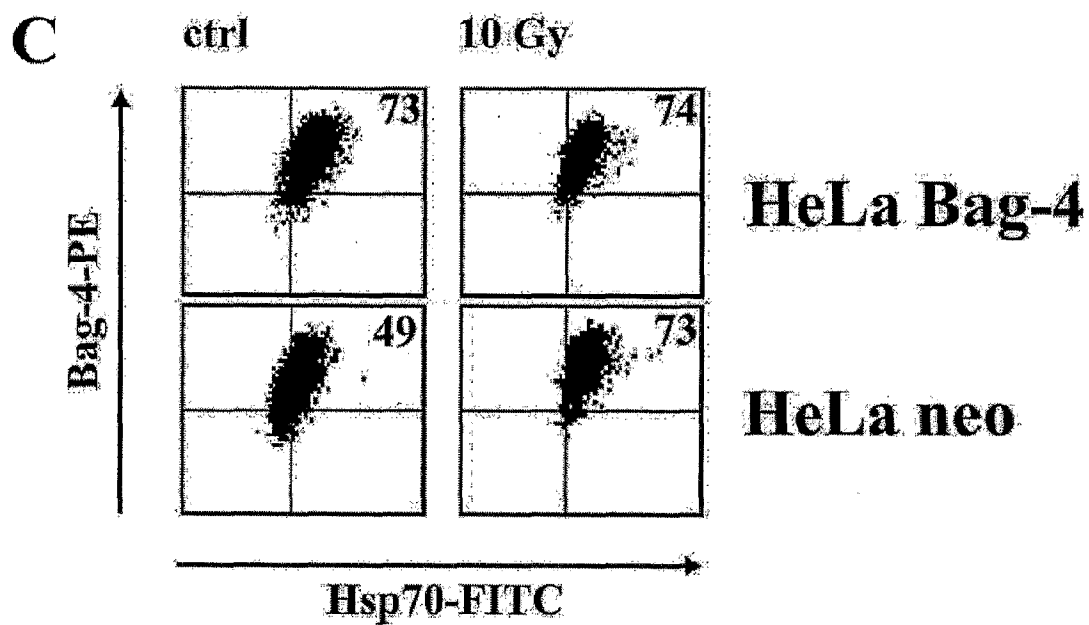 C
ctrl
10 Gy
73
74
HeLa Bag-4
Bag-4-PE
49
73
HeLa neo
Hsp70-FITC